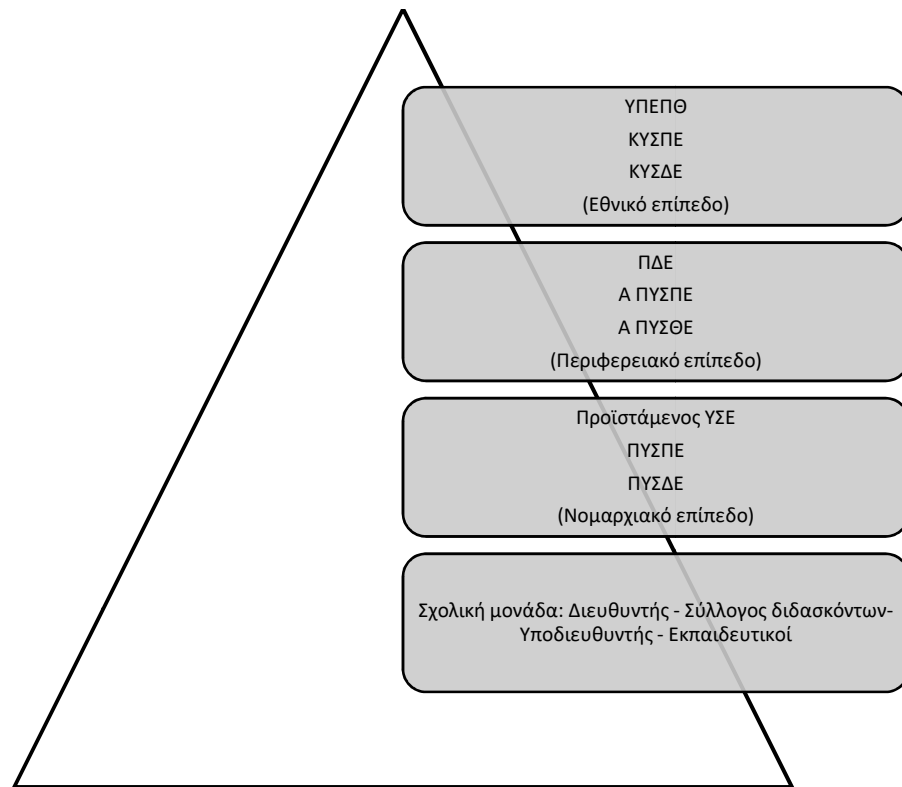 ΥΠΕΠΘ
ΚΥΣΠΕ
ΚΥΣΔΕ
(Εθνικό επίπεδο)
ΠΔΕ
Α ΠΥΣΠΕ
Α ΠΥΣΘΕ
(Περιφερειακό επίπεδο)
Προϊστάμενος ΥΣΕ
ΠΥΣΠΕ
ΠΥΣΔΕ
(Νομαρχιακό επίπεδο)
Σχολική μονάδα: Διευθυντής - Σύλλογος διδασκόντων-
Υποδιευθυντής - Εκπαιδευτικοί